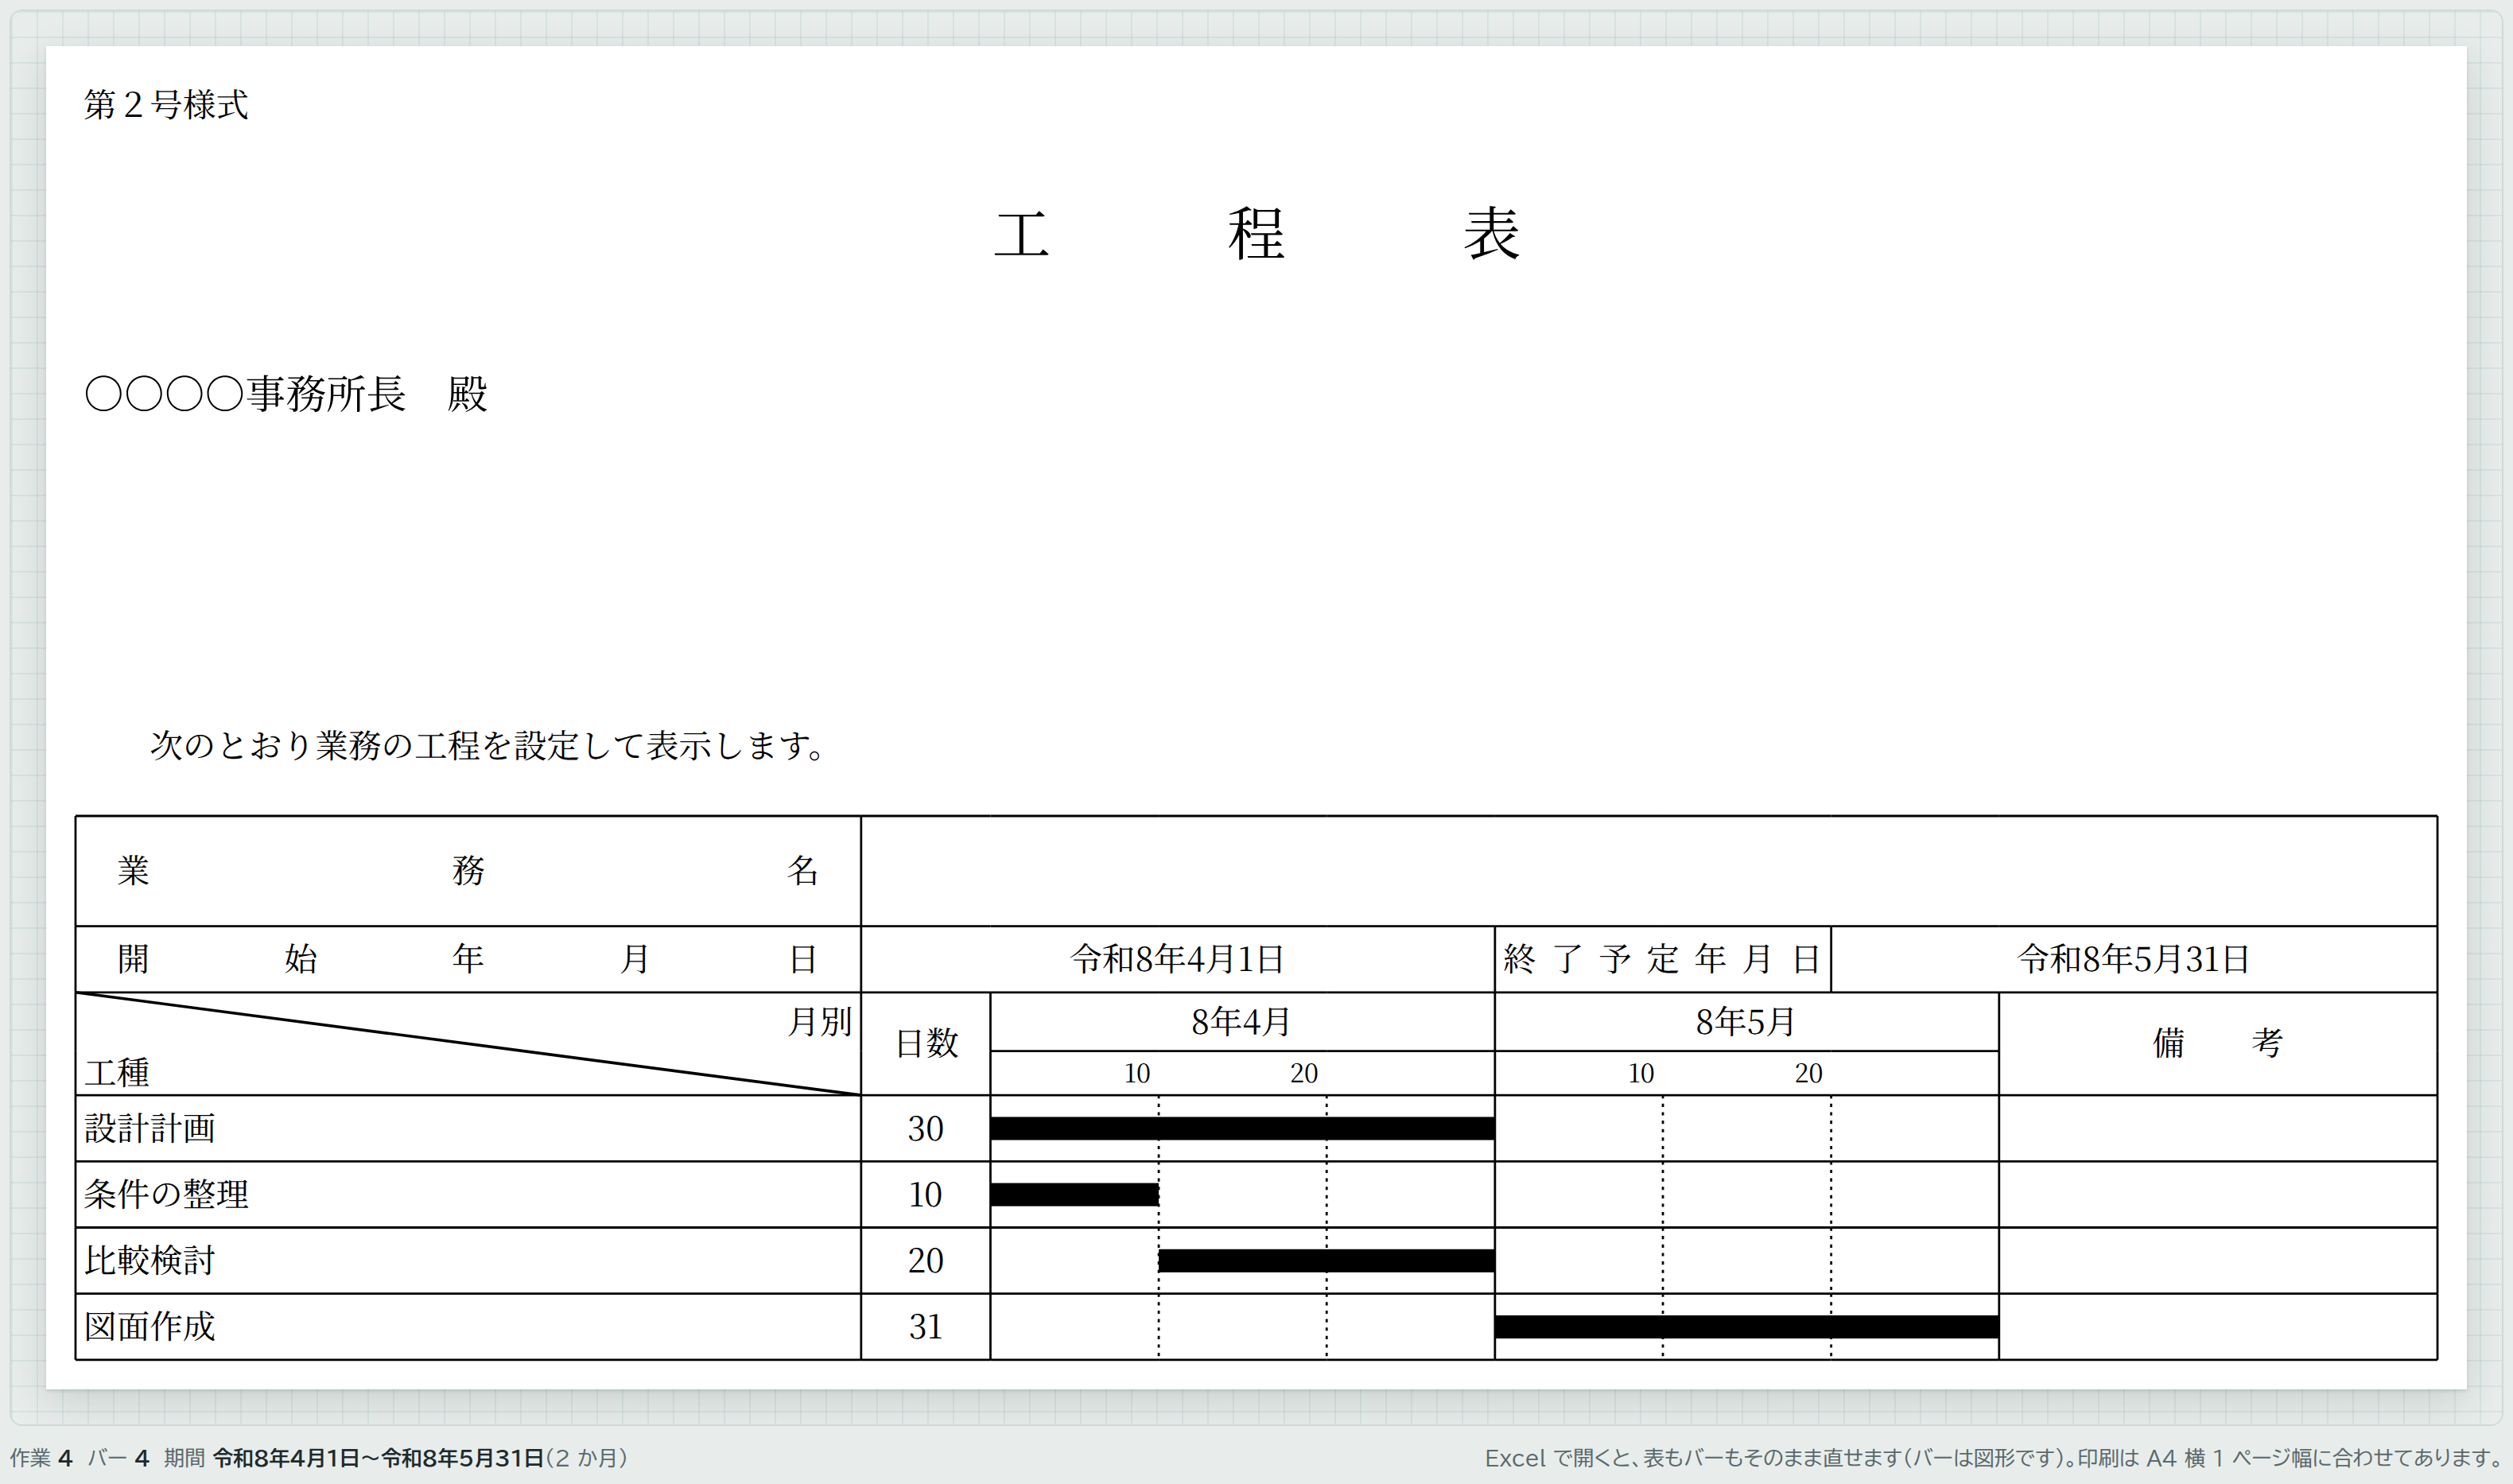 第２号様式
工程表
〇〇〇〇事務所長　殿
次のとおり業務の工程を設定して表示します。
業務名
開始年月日 令和8年4月1日 終了予定年月日 令和8年5月31日
月別 日数 8年4月 8年5月 備考
工種 10 20 10 20
設計計画 30
条件の整理 10
比較検討 20
図面作成 31
作業 4 バー 4 期間 令和8年4月1日～令和8年5月31日（2 か月）
Excel で開くと、表もバーもそのまま直せます（バーは図形です）。印刷は A4 横 1 ページ幅に合わせてあります。